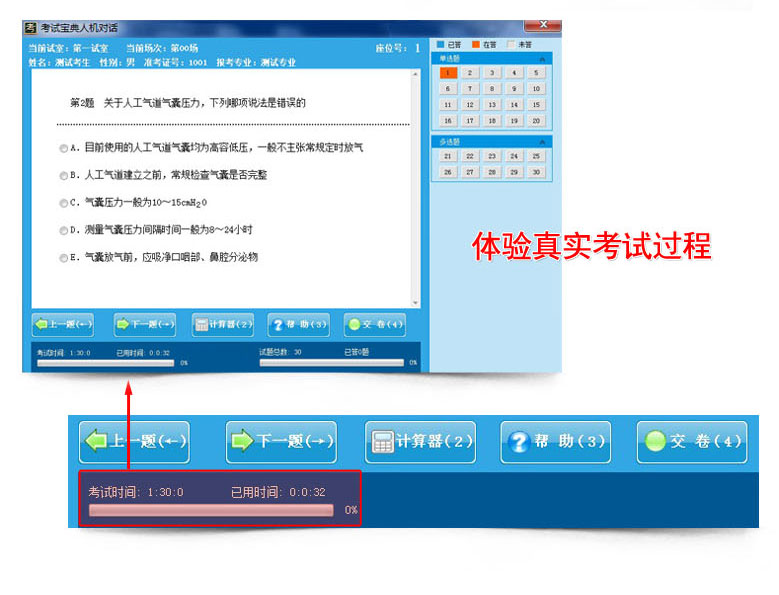 考试宝典人机对话
当前试室: 第一试室 当前场次: 第00场 座位号: 1
姓名: 测试考生 性别: 男 准考证号: 1001 报考专业: 测试专业
已答 在答 未答
单选题
1 2 3 4 5
6 7 8 9 10
11 12 13 14 15
16 17 18 19 20
多选题
21 22 23 24 25
26 27 28 29 30
第2题 关于人工气道气囊压力，下列哪项说法是错误的
A. 目前使用的人工气道气囊均为高容低压，一般不主张常规定时放气
B. 人工气道建立之前，常规检查气囊是否完整
C. 气囊压力一般为10～15cmH2O
D. 测量气囊压力间隔时间一般为8～24小时
E. 气囊放气前，应吸净口咽部、鼻腔分泌物
体验真实考试过程
上一题(←) 下一题(→) 计算器(2) 帮 助(3) 交 卷(4)
考试时间: 1:30:0 已用时间: 0:0:32 试题总数: 30 已答0题
0% 0%
上一题(←) 下一题(→) 计算器(2) 帮 助(3) 交 卷(4)
考试时间: 1:30:0 已用时间: 0:0:32
0%